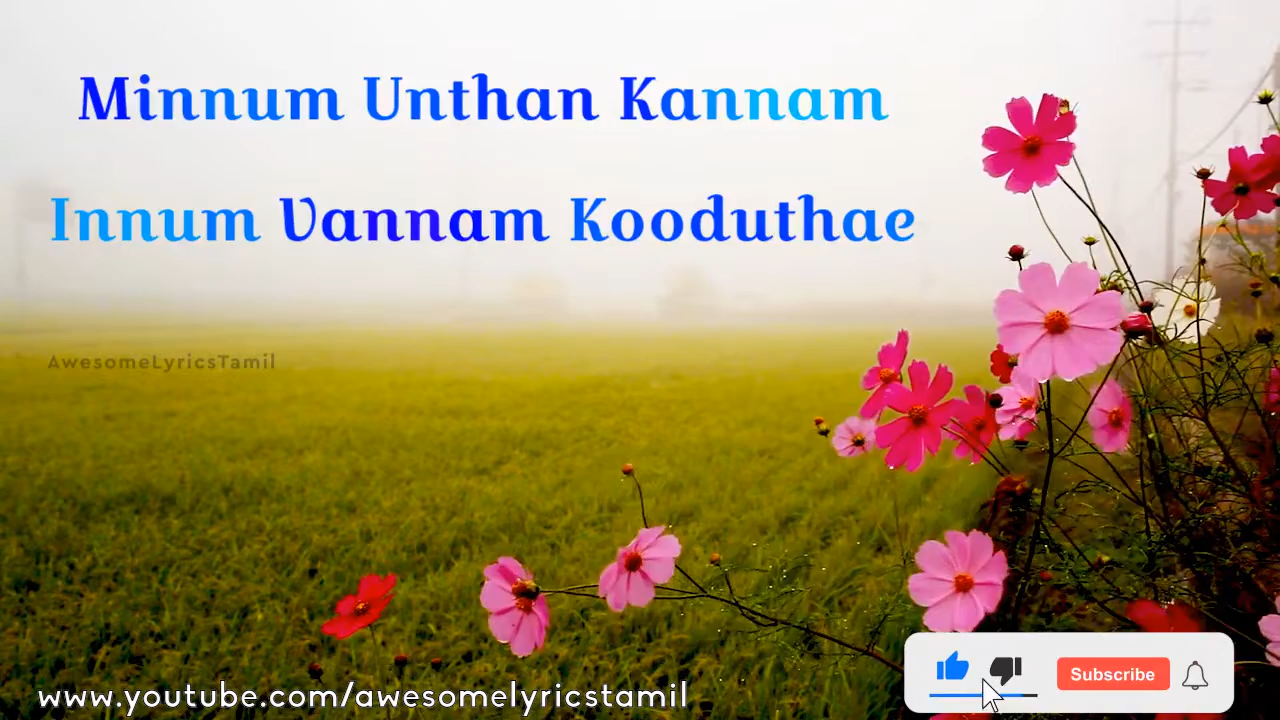 Minnum Unthan Kannam
Innum Vannam Kooduthae
AwesomeLyricsTamil
www.youtube.com/awesomelyricstamil
Subscribe